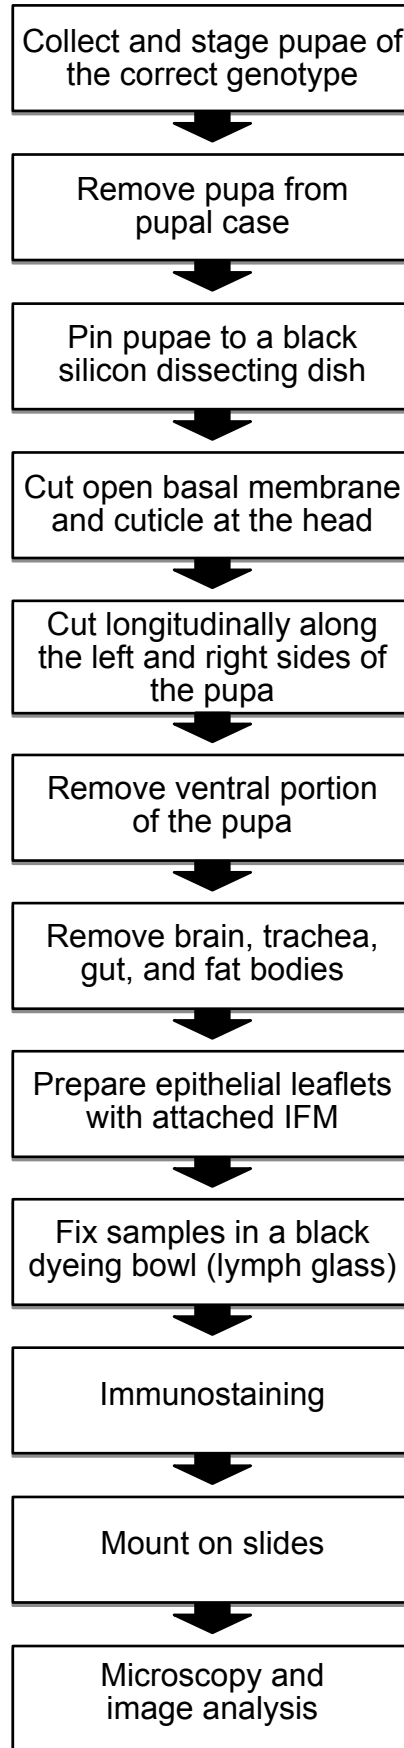 Collect and stage pupae of
the correct genotype
Remove pupa from
pupal case
Pin pupae to a black
silicon dissecting dish
Cut open basal membrane
and cuticle at the head
Cut longitudinally along
the left and right sides of
the pupa
Remove ventral portion
of the pupa
Remove brain, trachea,
gut, and fat bodies
Prepare epithelial leaflets
with attached IFM
Fix samples in a black
dyeing bowl (lymph glass)
Immunostaining
Mount on slides
Microscopy and
image analysis